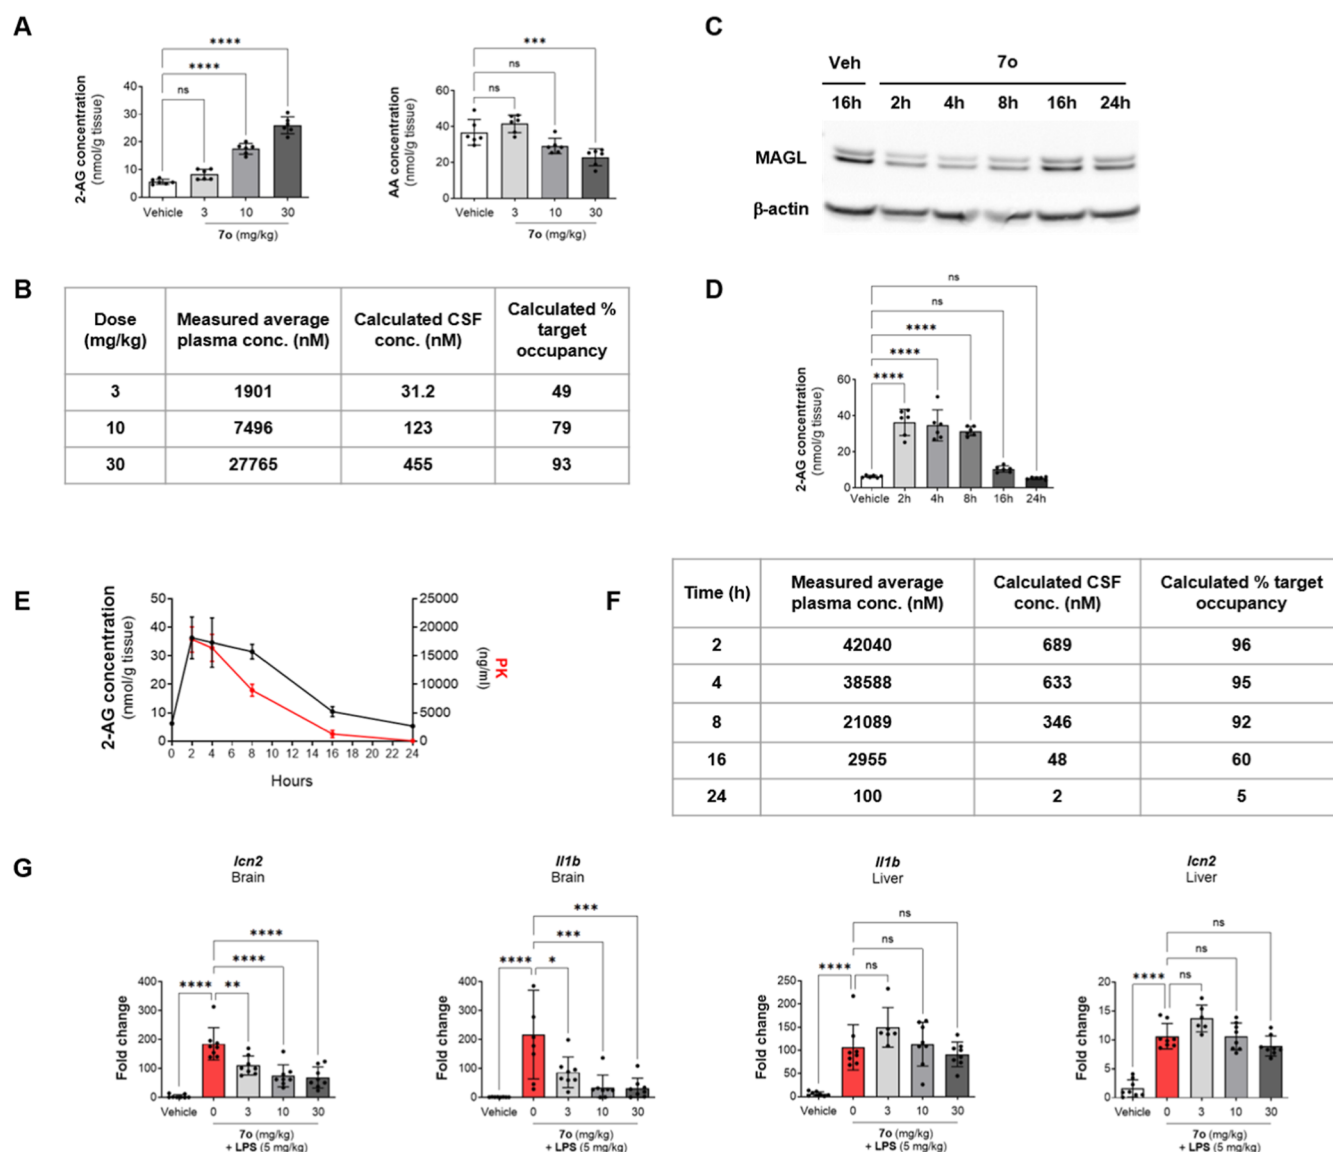 A
****
****
ns
2-AG concentration
(nmol/g tissue)
40
30
20
10
0
Vehicle 3 10 30
7o (mg/kg)
***
ns
ns
AA concentration
(nmol/g tissue)
60
40
20
0
Vehicle 3 10 30
7o (mg/kg)
C
Veh 7o
16h 2h 4h 8h 16h 24h
MAGL
β-actin
B
Dose (mg/kg) Measured average plasma conc. (nM) Calculated CSF conc. (nM) Calculated % target occupancy
3 1901 31.2 49
10 7496 123 79
30 27765 455 93
D
ns
ns
****
****
****
2-AG concentration
(nmol/g tissue)
60
40
20
0
Vehicle 2h 4h 8h 16h 24h
E
2-AG concentration
(nmol/g tissue)
50
40
30
20
10
0
25000
20000
15000
10000
5000
0
PK
(ng/ml)
0 2 4 6 8 10 12 14 16 18 20 22 24
Hours
F
Time (h) Measured average plasma conc. (nM) Calculated CSF conc. (nM) Calculated % target occupancy
2 42040 689 96
4 38588 633 95
8 21089 346 92
16 2955 48 60
24 100 2 5
G
lcn2
Brain
****
****
**** **
Fold change
400
300
200
100
0
Vehicle 0 3 10 30
7o (mg/kg)
+ LPS (5 mg/kg)
Il1b
Brain
***
***
**** *
Fold change
400
300
200
100
0
Vehicle 0 3 10 30
7o (mg/kg)
+ LPS (5 mg/kg)
Il1b
Liver
ns
ns
**** ns
Fold change
250
200
150
100
50
0
Vehicle 0 3 10 30
7o (mg/kg)
+ LPS (5 mg/kg)
lcn2
Liver
ns
ns
**** ns
Fold change
20
15
10
5
0
Vehicle 0 3 10 30
7o (mg/kg)
+ LPS (5 mg/kg)